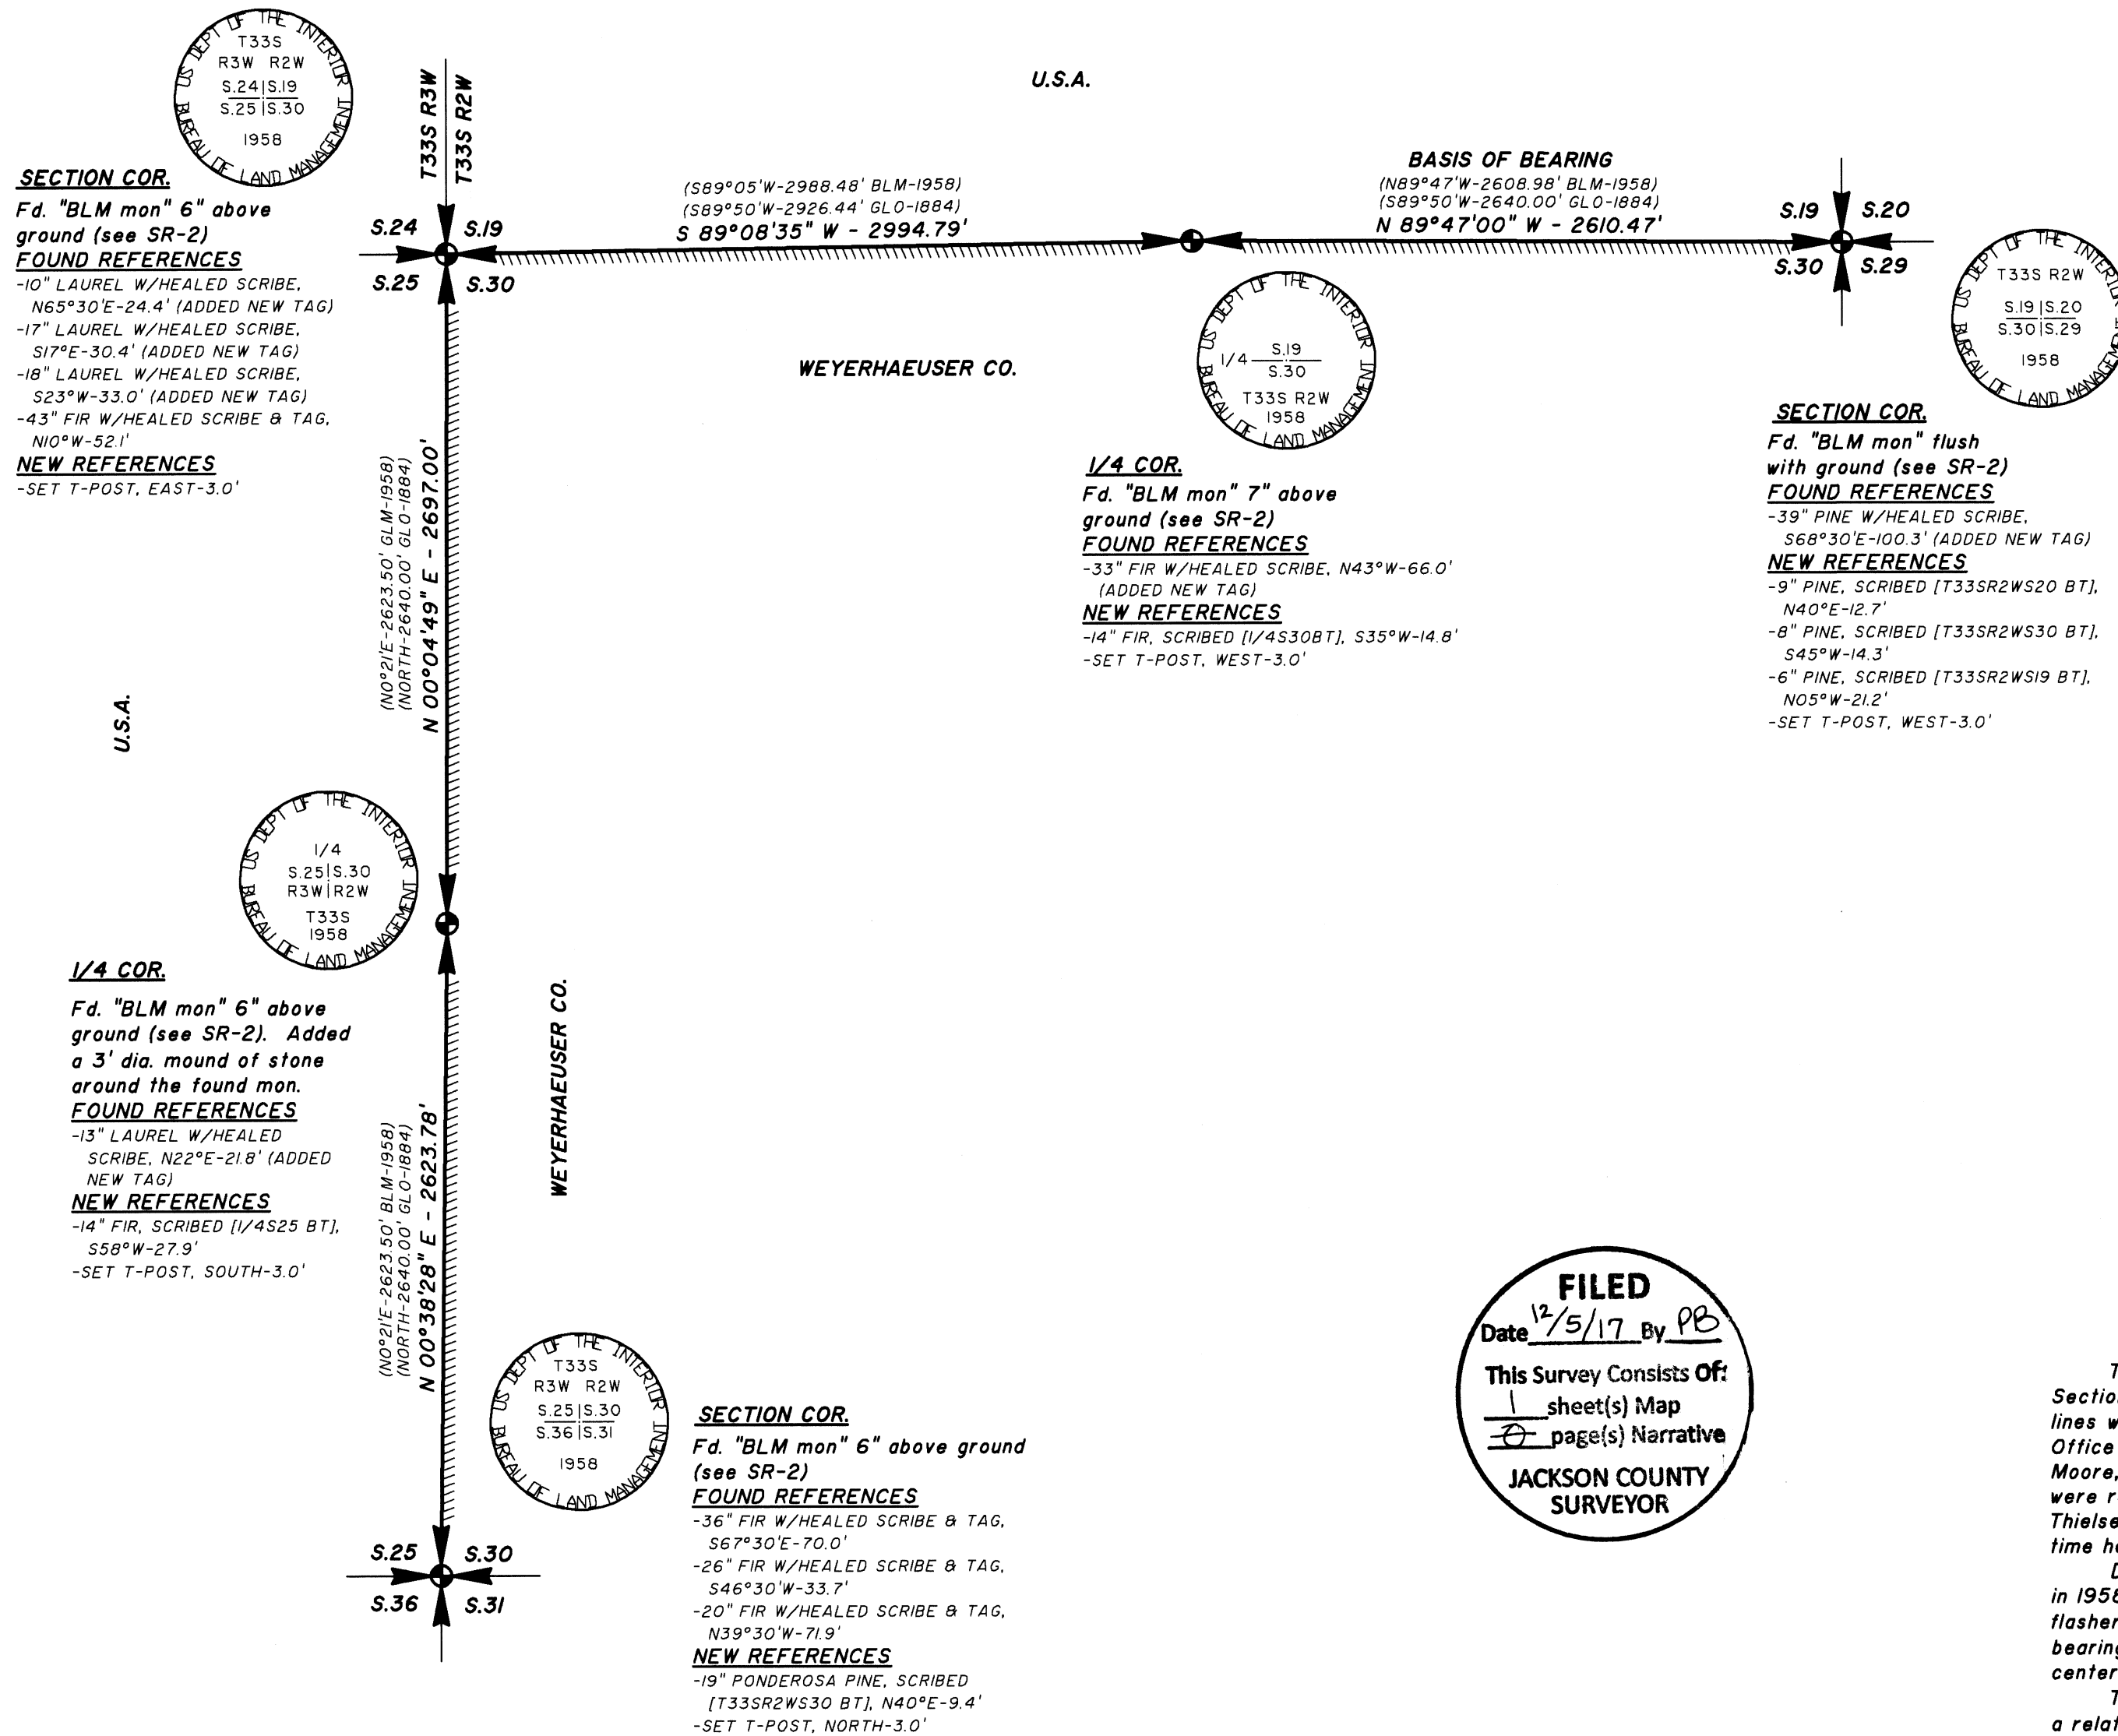 US DEPT OF THE INTERIOR
T33S
R3W R2W
S.24|S.19
S.25|S.30
1958
BUREAU OF LAND MANAGEMENT
SECTION COR.
Fd. "BLM mon" 6" above
ground (see SR-2)
FOUND REFERENCES
-10" LAUREL W/HEALED SCRIBE,
N65°30'E-24.4' (ADDED NEW TAG)
-17" LAUREL W/HEALED SCRIBE,
S17°E-30.4' (ADDED NEW TAG)
-18" LAUREL W/HEALED SCRIBE,
S23°W-33.0' (ADDED NEW TAG)
-43" FIR W/HEALED SCRIBE & TAG,
N10°W-52.1'
NEW REFERENCES
-SET T-POST, EAST-3.0'
T33S R3W
T33S R2W
S.24 S.19
S.25 S.30
U.S.A.
(S89°05'W-2988.48' BLM-1958)
(S89°50'W-2926.44' GLO-1884)
S 89°08'35" W - 2994.79'
BASIS OF BEARING
(N89°47'W-2608.98' BLM-1958)
(S89°50'W-2640.00' GLO-1884)
N 89°47'00" W - 2610.47'
S.19 S.20
S.30 S.29
WEYERHAEUSER CO.
US DEPT OF THE INTERIOR
1/4 S.19
S.30
T33S R2W
1958
BUREAU OF LAND MANAGEMENT
1/4 COR.
Fd. "BLM mon" 7" above
ground (see SR-2)
FOUND REFERENCES
-33" FIR W/HEALED SCRIBE, N43°W-66.0'
(ADDED NEW TAG)
NEW REFERENCES
-14" FIR, SCRIBED [1/4S30BT], S35°W-14.8'
-SET T-POST, WEST-3.0'
US DEPT OF THE INTERIOR
T33S R2W
S.19|S.20
S.30|S.29
1958
BUREAU OF LAND MANAGEMENT
SECTION COR.
Fd. "BLM mon" flush
with ground (see SR-2)
FOUND REFERENCES
-39" PINE W/HEALED SCRIBE,
S68°30'E-100.3' (ADDED NEW TAG)
NEW REFERENCES
-9" PINE, SCRIBED [T33SR2WS20 BT],
N40°E-12.7'
-8" PINE, SCRIBED [T33SR2WS30 BT],
S45°W-14.3'
-6" PINE, SCRIBED [T33SR2WS19 BT],
N05°W-21.2'
-SET T-POST, WEST-3.0'
(N0°21'E-2623.50' GLM-1958)
(NORTH-2640.00' GLO-1884)
N 00°04'49" E - 2697.00'
U.S.A.
US DEPT OF THE INTERIOR
1/4
S.25|S.30
R3W|R2W
T33S
1958
BUREAU OF LAND MANAGEMENT
1/4 COR.
Fd. "BLM mon" 6" above
ground (see SR-2). Added
a 3' dia. mound of stone
around the found mon.
FOUND REFERENCES
-13" LAUREL W/HEALED
SCRIBE, N22°E-21.8' (ADDED
NEW TAG)
NEW REFERENCES
-14" FIR, SCRIBED [1/4S25 BT],
S58°W-27.9'
-SET T-POST, SOUTH-3.0'
(N0°21'E-2623.50' BLM-1958)
(NORTH-2640.00' GLO-1884)
N 00°38'28" E - 2623.78'
WEYERHAEUSER CO.
US DEPT OF THE INTERIOR
T33S
R3W R2W
S.25|S.30
S.36|S.31
1958
BUREAU OF LAND MANAGEMENT
S.25 S.30
S.36 S.31
SECTION COR.
Fd. "BLM mon" 6" above ground
(see SR-2)
FOUND REFERENCES
-36" FIR W/HEALED SCRIBE & TAG,
S67°30'E-70.0'
-26" FIR W/HEALED SCRIBE & TAG,
S46°30'W-33.7'
-20" FIR W/HEALED SCRIBE & TAG,
N39°30'W-71.9'
NEW REFERENCES
-19" PONDEROSA PINE, SCRIBED
[T33SR2WS30 BT], N40°E-9.4'
-SET T-POST, NORTH-3.0'
FILED
Date 12/5/17 By PB
This Survey Consists Of:
1 sheet(s) Map
0 page(s) Narrative
JACKSON COUNTY
SURVEYOR
lines
Office
Moore,
were
time
in 1958
a